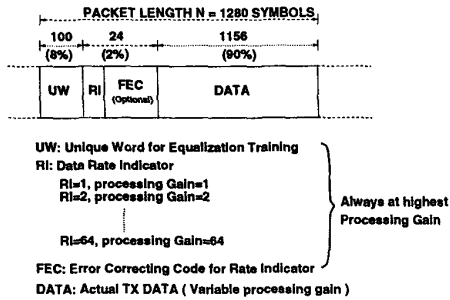 PACKET LENGTH N = 1280 SYMBOLS
100 24 1156
(8%) (2%) (90%)
UW RI FEC DATA
(Optional)
UW: Unique Word for Equalization Training
RI: Data Rate Indicator
RI=1, processing Gain=1
RI=2, processing Gain=2
RI=64, processing Gain=64
Always at highest
Processing Gain
FEC: Error Correcting Code for Rate Indicator
DATA: Actual TX DATA ( Variable processing gain )